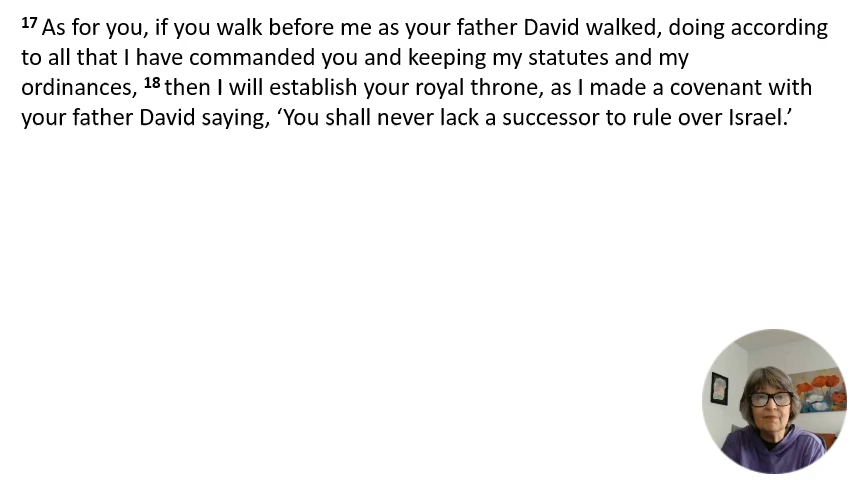 17 As for you, if you walk before me as your father David walked, doing according
to all that I have commanded you and keeping my statutes and my
ordinances, 18 then I will establish your royal throne, as I made a covenant with
your father David saying, ‘You shall never lack a successor to rule over Israel.’